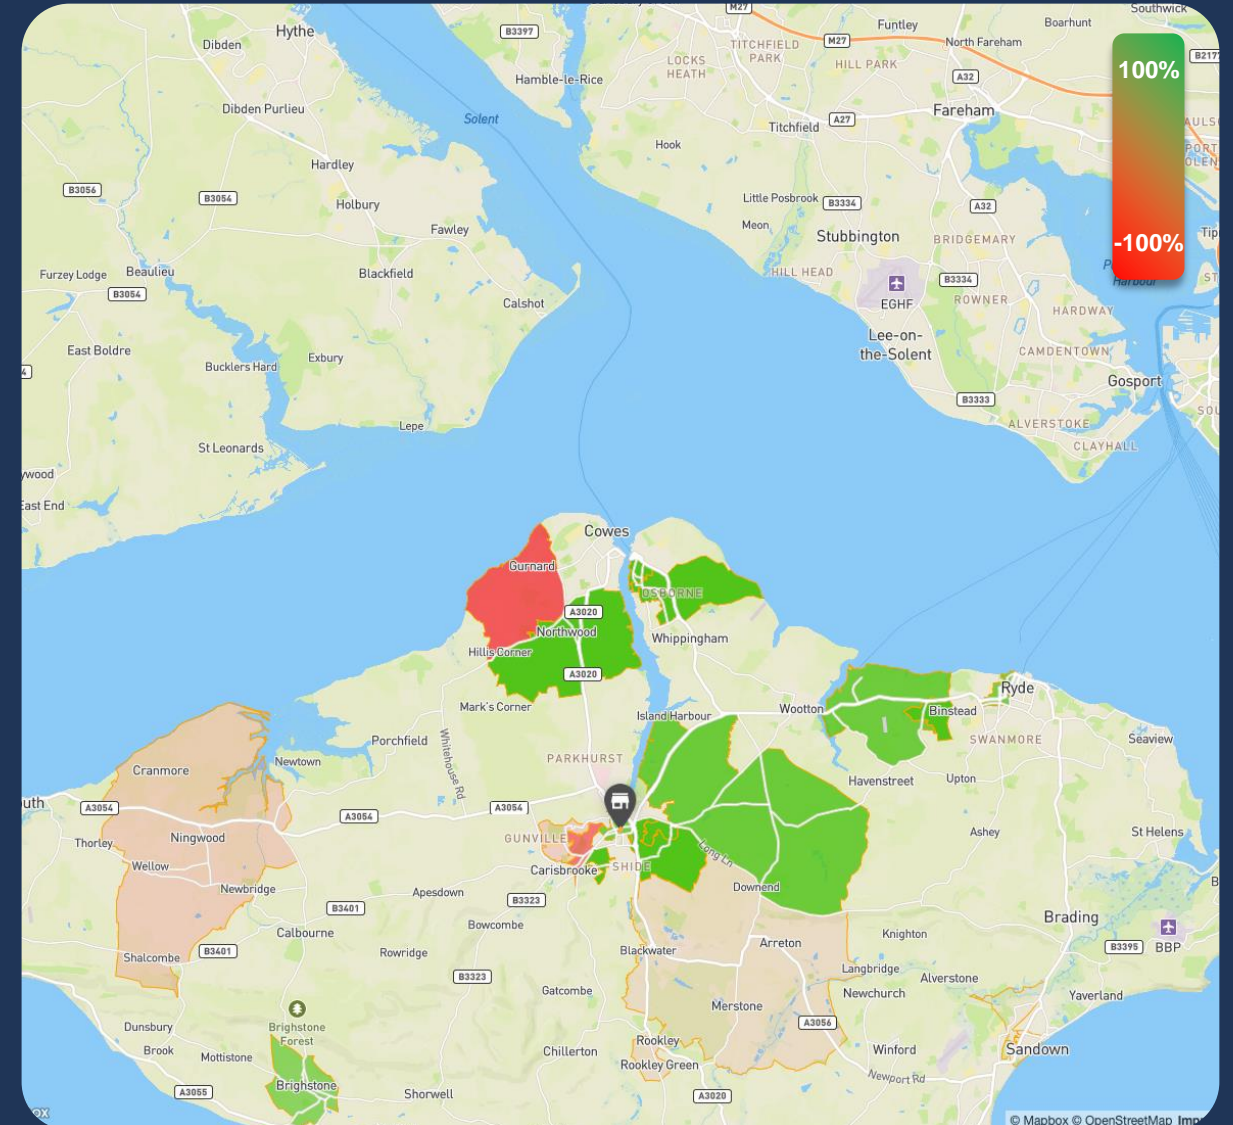 M27
Southwick
Hythe
B3397
Funtley
Boarhunt
Dibden
TITCHFIELD
PARK
M27
North Fareham
B217
LOCKS
HEATH
HILL PARK
100%
Hamble-le-Rice
A32
Dibden Purlieu
Solent
Fareham
Titchfield
A27
Hook
Hardley
B3056
B3054
Little Posbrook
B3334
A32
Holbury
Meon
Fawley
Stubbington
BRIDGEMARY
-100%
Furzey Lodge
Beaulieu
Blackfield
HILL HEAD
B3334
Harbour
B3054
Calshot
EGHF
ROWNER
HARDWAY
Lee-on-
the-Solent
East Boldre
Exbury
Bucklers Hard
CAMDENTOWN
Gosport
B3333
Lepe
ALVERSTOKE
St Leonards
CLAYHALL
East End
Cowes
Gurnard
OSBORNE
A3020
Northwood
Whippingham
Hillis Corner
A3020
Ryde
Mark's Corner
Island Harbour
Wootton
Binstead
Porchfield
Whitehouse Rd
PARKHURST
SWANMORE
Seaview
Newtown
Cranmore
Havenstreet
Upton
A3054
A3054
A3054
Ningwood
GUNVILLE
Ashey
St Helens
Thorley
Long Ln
Wellow
Carisbrooke
SHIDE
Newbridge
Apesdown
Downend
B3401
B3323
Calbourne
Bowcombe
Brading
Shalcombe
B3401
Rowridge
Blackwater
Arreton
Knighton
B3395
BBP
B3323
Langbridge
Alverstone
Gatcombe
Newchurch
Yaverland
Merstone
Dunsbury
Brighstone
Forest
A3056
Brook
Mottistone
Chillerton
Rookley
Winford
Sandown
Rookley Green
Newport Rd
Brighstone
A3055
Shorwell
A3020
© Mapbox © OpenStreetMap